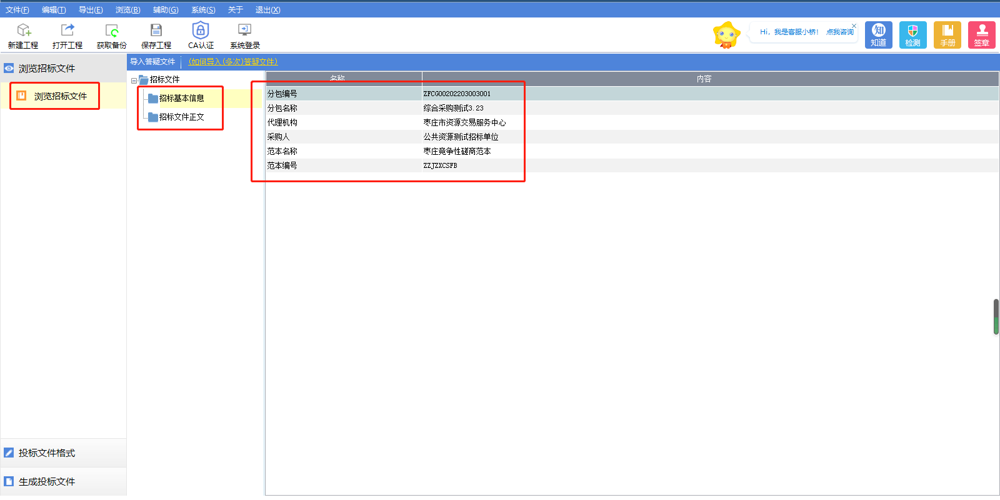 文件(F) 编辑(T) 导出(E) 浏览(B) 辅助(G) 系统(S) 关于 退出(X)
新建工程 打开工程 获取备份 保存工程 CA认证 系统登录
Hi，我是客服小桥！ 点我咨询
知 知道 检测 手册 签章
浏览招标文件
浏览招标文件
投标文件格式
生成投标文件
导入答疑文件 (如何导入(多次)答疑文件)
招标文件
招标基本信息
招标文件正文
名称 内容
分包编号 ZFCG00202203003001
分包名称 综合采购测试3.23
代理机构 枣庄市资源交易服务中心
采购人 公共资源测试招标单位
范本名称 枣庄竞争性磋商范本
范本编号 ZZJZXCSFB